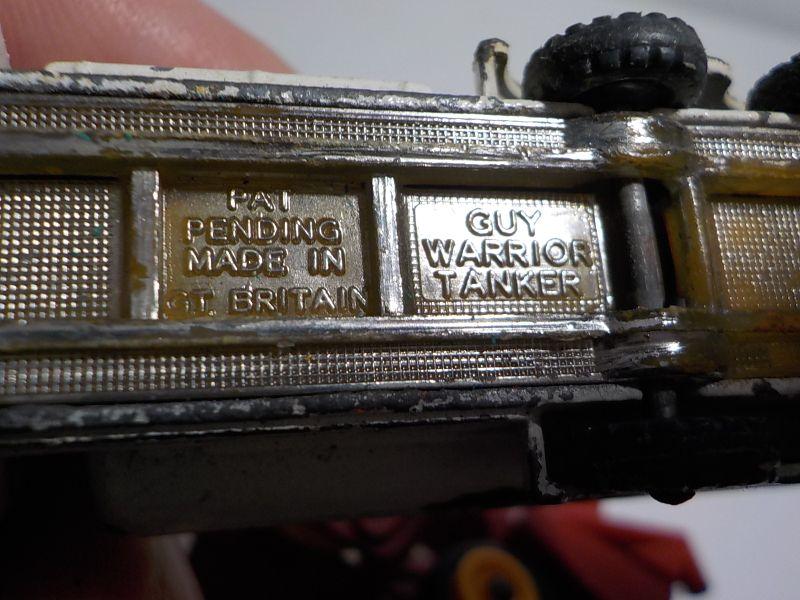 PAT
PENDING
MADE IN
GT. BRITAIN
GUY
WARRIOR
TANKER